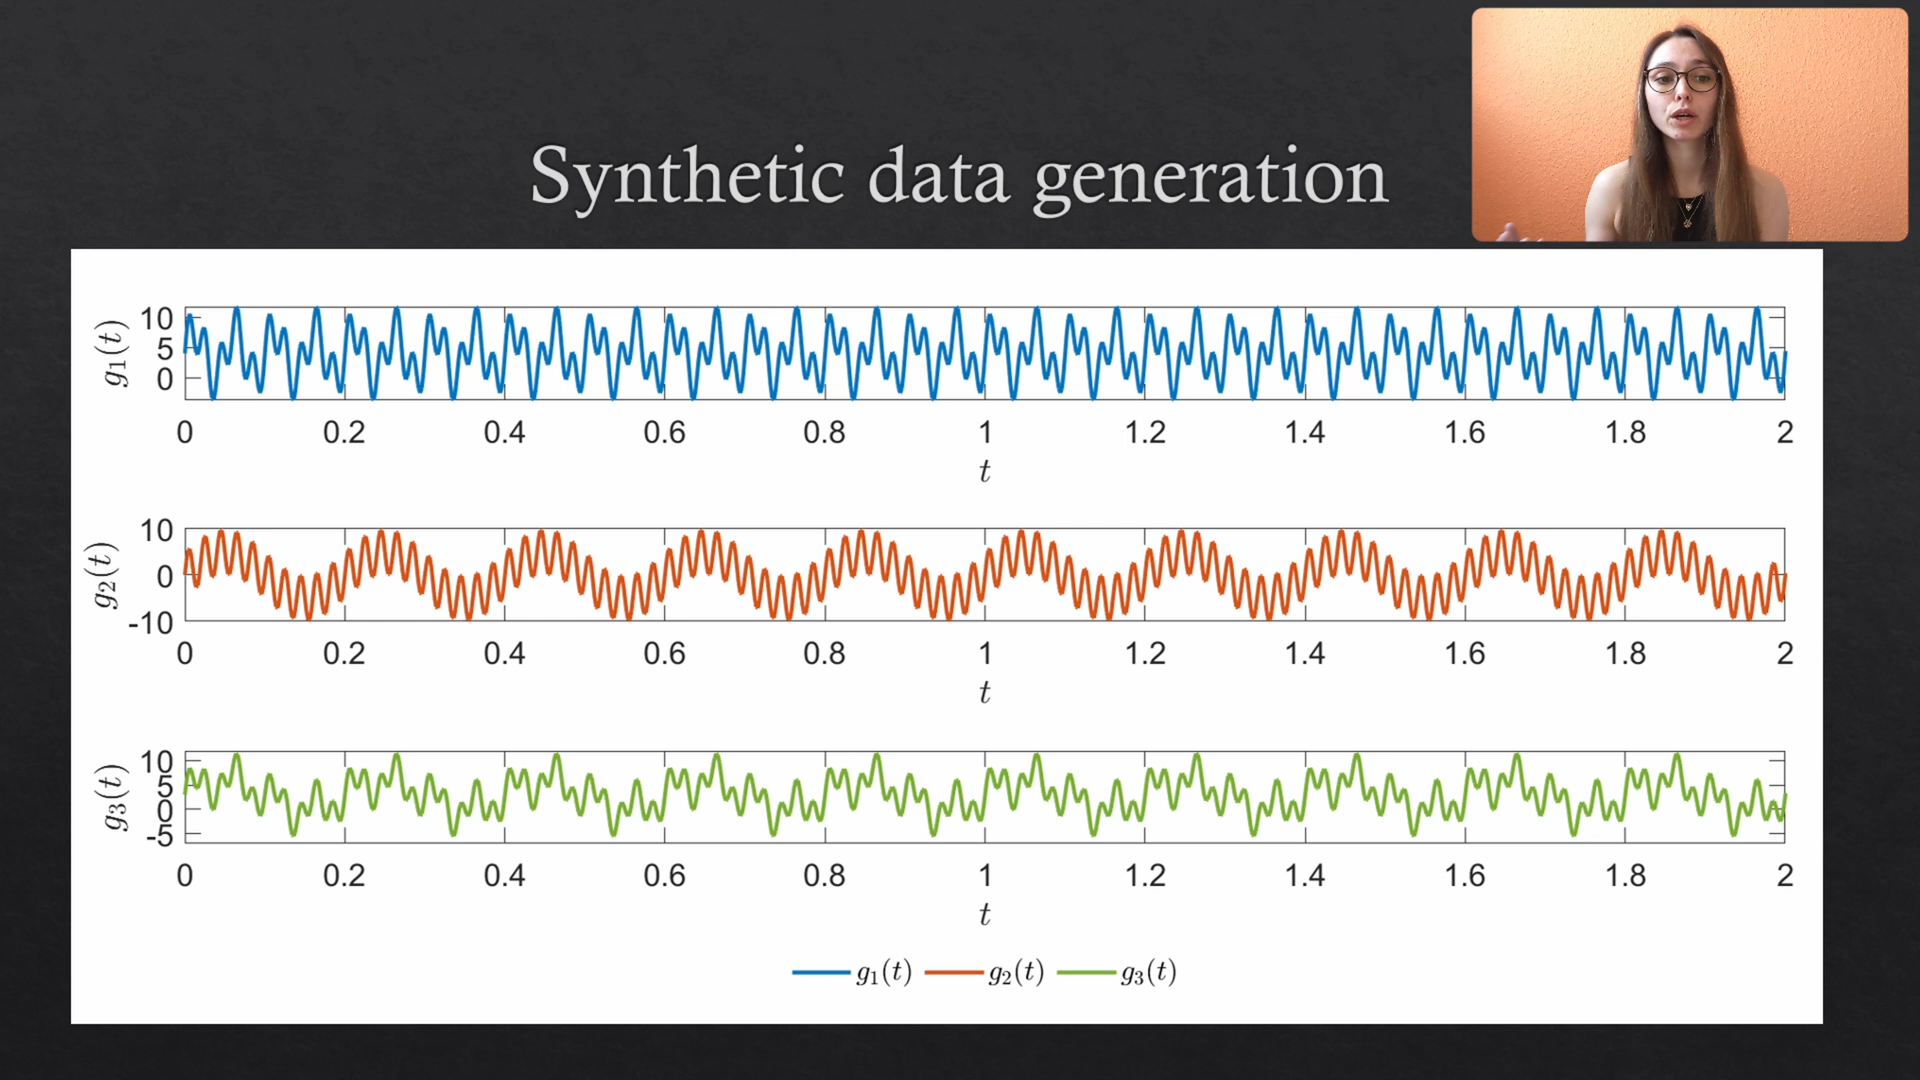 Synthetic data generation
g₁(t)
10
5
0
0 0.2 0.4 0.6 0.8 1 1.2 1.4 1.6 1.8 2
t
g₂(t)
10
0
-10
0 0.2 0.4 0.6 0.8 1 1.2 1.4 1.6 1.8 2
t
g₃(t)
10
5
0
-5
0 0.2 0.4 0.6 0.8 1 1.2 1.4 1.6 1.8 2
t
g₁(t) g₂(t) g₃(t)